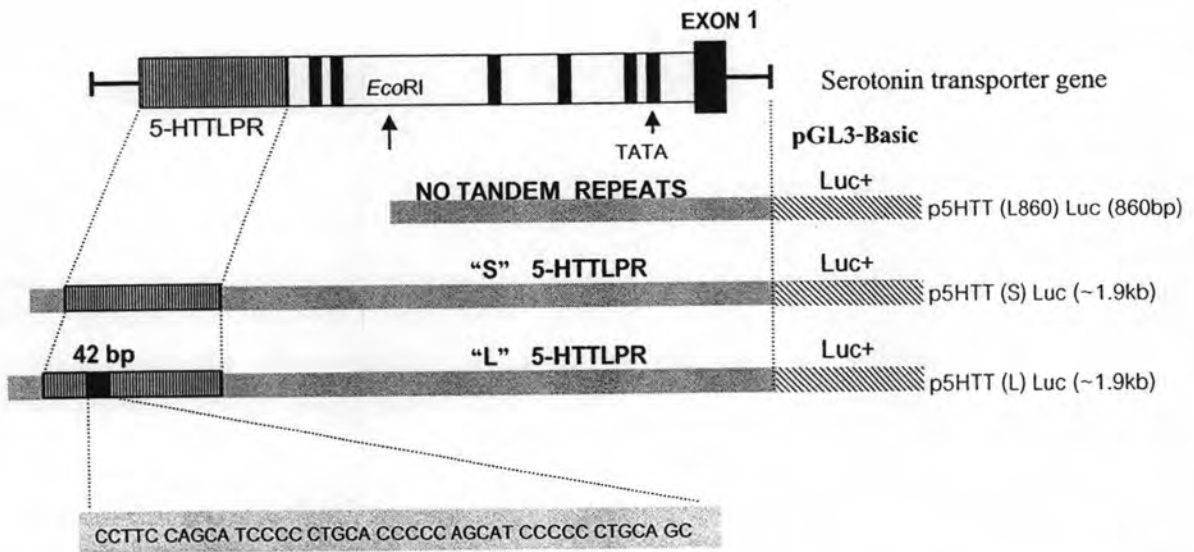 EXON 1
EcoRI
Serotonin transporter gene
5-HTTLPR
TATA
pGL3-Basic
NO TANDEM REPEATS
Luc+
p5HTT (L860) Luc (860bp)
"S" 5-HTTLPR
Luc+
p5HTT (S) Luc (~1.9kb)
42 bp
"L" 5-HTTLPR
Luc+
p5HTT (L) Luc (~1.9kb)
CCTTC CAGCA TCCCC CTGCA CCCCC AGCAT CCCCC CTGCA GC